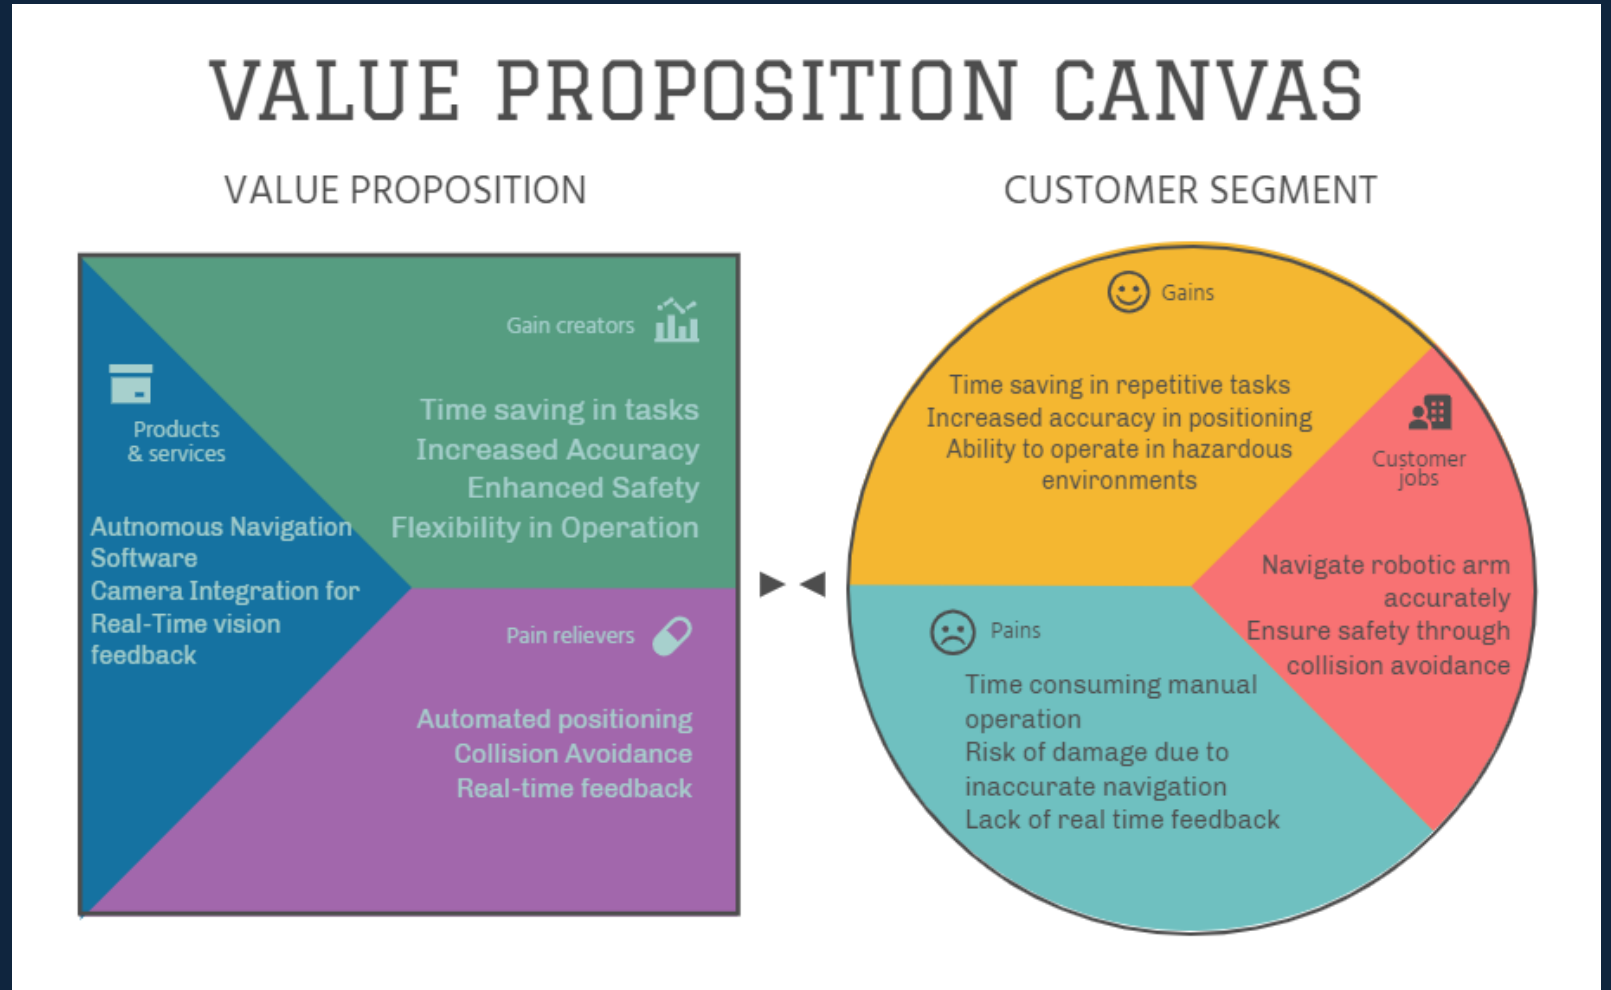 VALUE PROPOSITION CANVAS
VALUE PROPOSITION
CUSTOMER SEGMENT
Gain creators
Time saving in tasks
Increased Accuracy
Enhanced Safety
Flexibility in Operation
Products
& services
Autnomous Navigation
Software
Camera Integration for
Real-Time vision
feedback
Pain relievers
Automated positioning
Collision Avoidance
Real-time feedback
Gains
Time saving in repetitive tasks
Increased accuracy in positioning
Ability to operate in hazardous
environments
Customer
jobs
Navigate robotic arm
accurately
Ensure safety through
collision avoidance
Pains
Time consuming manual
operation
Risk of damage due to
inaccurate navigation
Lack of real time feedback